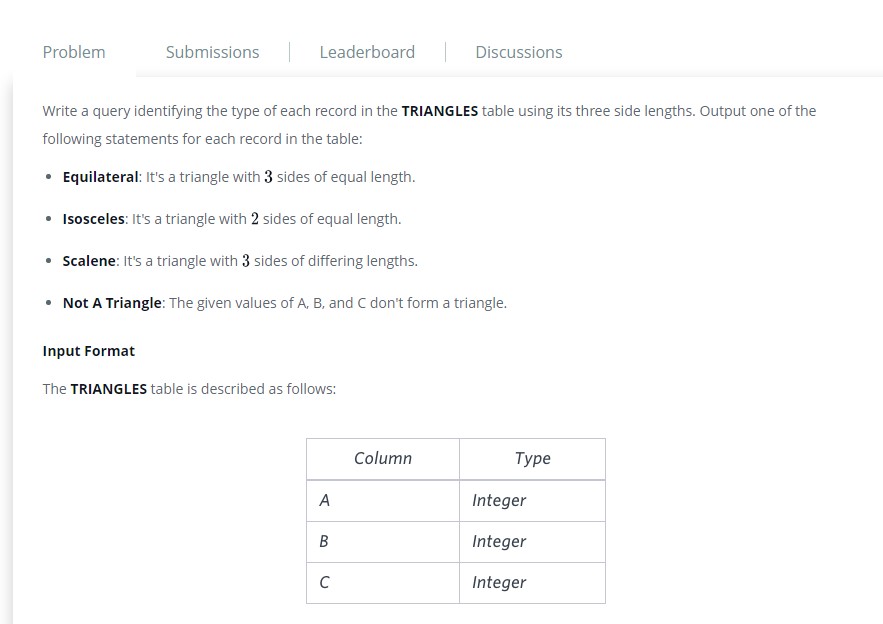 Problem Submissions Leaderboard Discussions
Write a query identifying the type of each record in the TRIANGLES table using its three side lengths. Output one of the
following statements for each record in the table:
• Equilateral: It's a triangle with 3 sides of equal length.
• Isosceles: It's a triangle with 2 sides of equal length.
• Scalene: It's a triangle with 3 sides of differing lengths.
• Not A Triangle: The given values of A, B, and C don't form a triangle.
Input Format
The TRIANGLES table is described as follows:
Column Type
A Integer
B Integer
C Integer